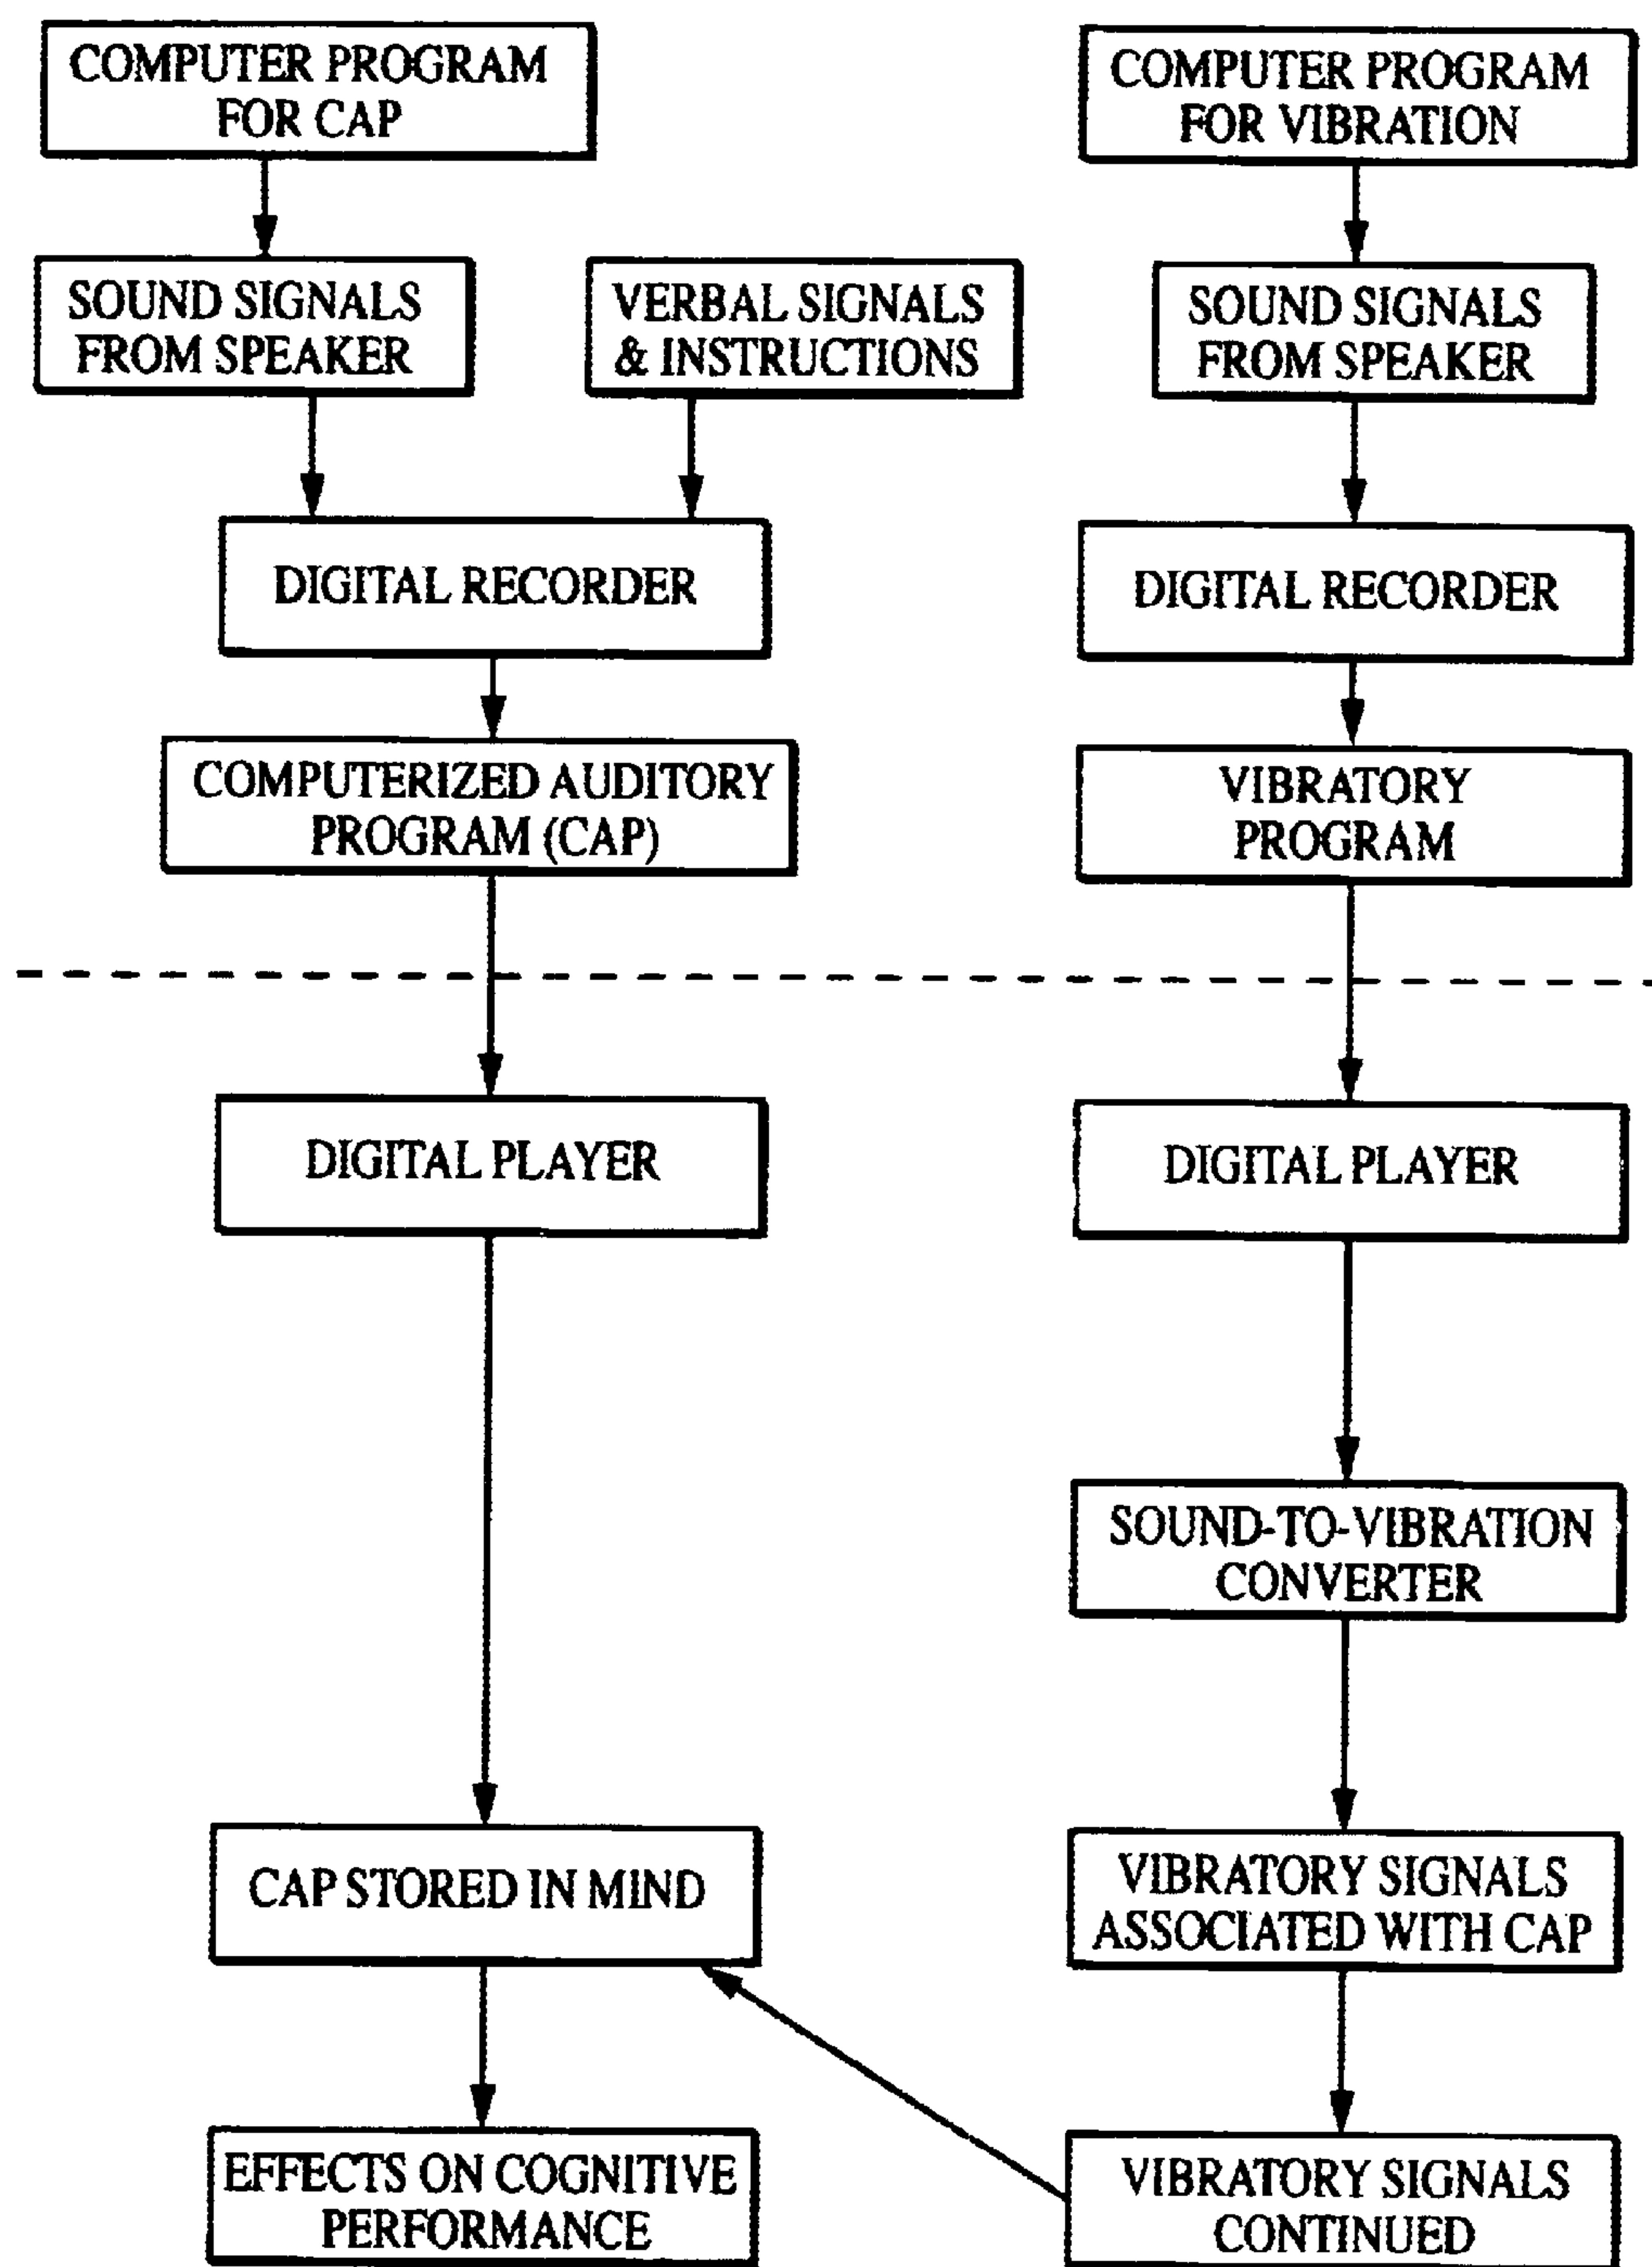 COMPUTER PROGRAM
FOR CAP
COMPUTER PROGRAM
FOR VIBRATION
SOUND SIGNALS
FROM SPEAKER
VERBAL SIGNALS
& INSTRUCTIONS
SOUND SIGNALS
FROM SPEAKER
DIGITAL RECORDER
DIGITAL RECORDER
COMPUTERIZED AUDITORY
PROGRAM (CAP)
VIBRATORY
PROGRAM
DIGITAL PLAYER
DIGITAL PLAYER
SOUND-TO-VIBRATION
CONVERTER
CAP STORED IN MIND
VIBRATORY SIGNALS
ASSOCIATED WITH CAP
EFFECTS ON COGNITIVE
PERFORMANCE
VIBRATORY SIGNALS
CONTINUED